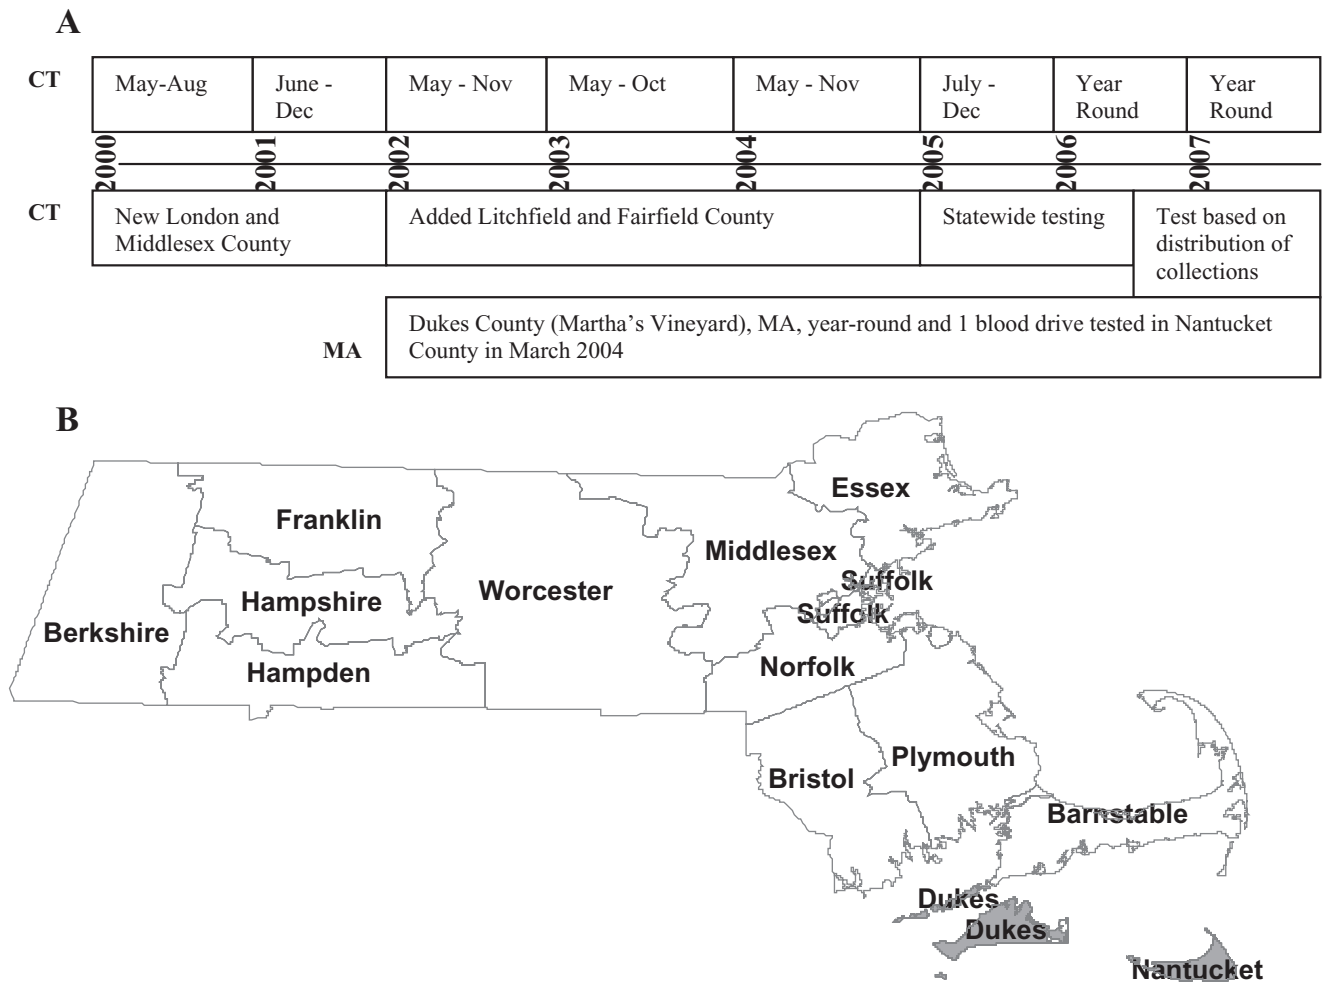 A
CT
May-Aug
June -
Dec
May - Nov
May - Oct
May - Nov
July -
Dec
Year
Round
Year
Round
2000
2001
2002
2003
2004
2005
2006
2007
CT
New London and
Middlesex County
Added Litchfield and Fairfield County
Statewide testing
Test based on
distribution of
collections
MA
Dukes County (Martha's Vineyard), MA, year-round and 1 blood drive tested in Nantucket
County in March 2004
B
Essex
Franklin
Middlesex
Suffolk
Worcester
Hampshire
Suffolk
Berkshire
Norfolk
Hampden
Plymouth
Bristol
Barnstable
Dukes
Dukes
Nantucket